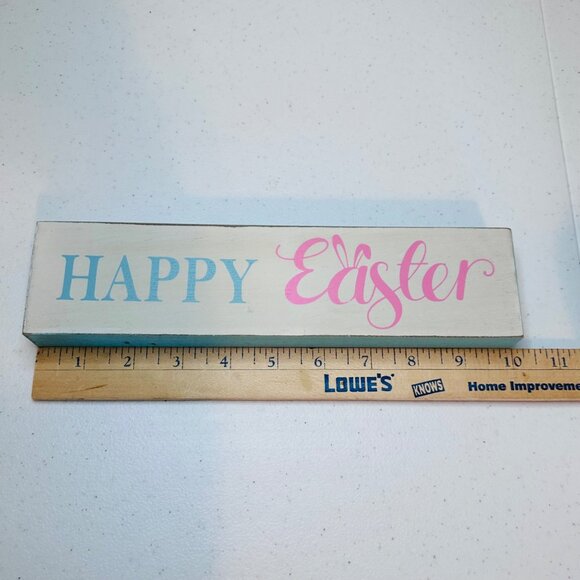 HAPPY Easter
1 2 3 4 5 6 7 8 9 10 11
LOWE'S KNOWS Home Improveme